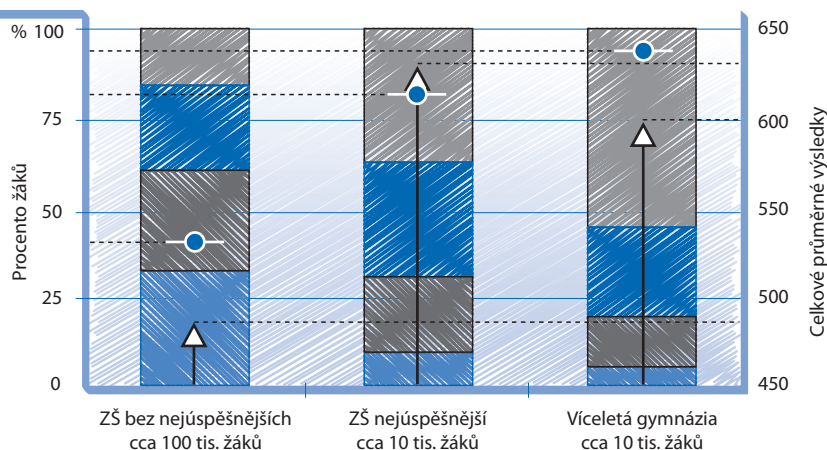 % 100
75
50
25
0
Procento žáků
650
600
550
500
450
Celkové průměrné výsledky
ZŠ bez nejúspěšnějších
cca 100 tis. žáků
ZŠ nejúspěšnější
cca 10 tis. žáků
Víceletá gymnázia
cca 10 tis. žáků